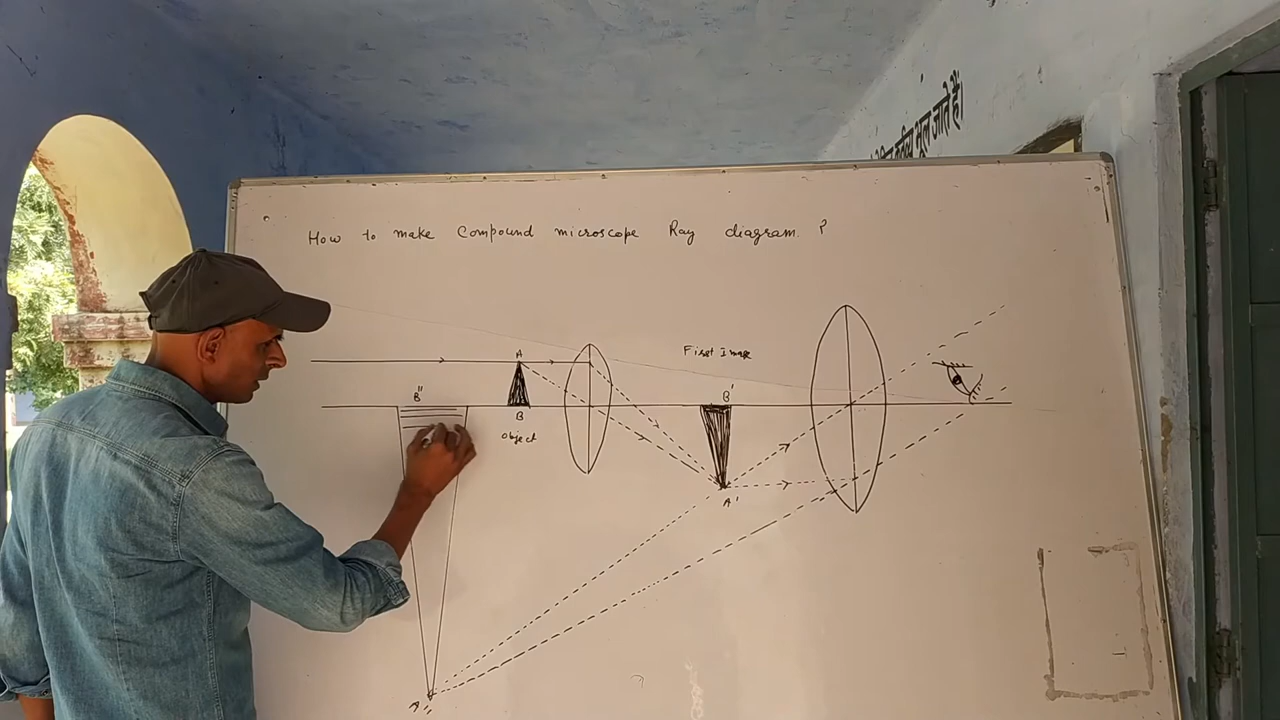 भूल जाते हैं।
How to make Compound microscope Ray diagram ?
First Image
A
B"
B
B'
Object
A'
A"